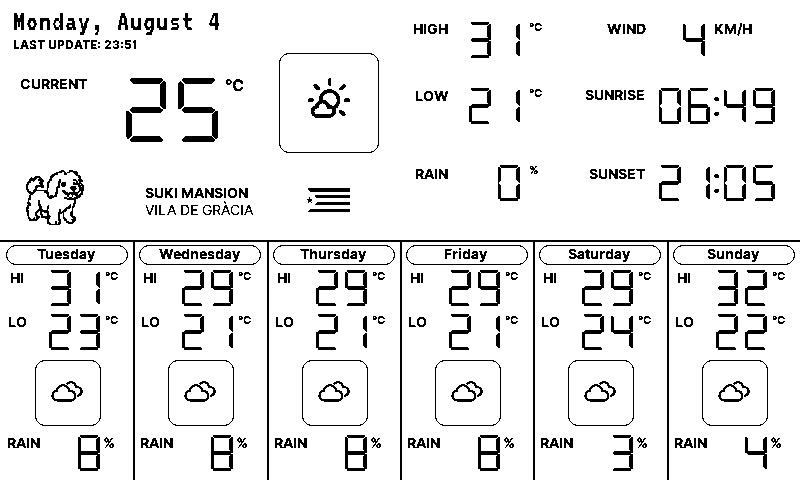 Monday, August 4
LAST UPDATE: 23:51
CURRENT 25 °C
HIGH 31 °C
WIND 4 KM/H
LOW 21 °C
SUNRISE 06:49
RAIN 0 %
SUNSET 21:05
SUKI MANSION
VILA DE GRÀCIA
Tuesday
HI 31 °C
LO 23 °C
RAIN 8 %
Wednesday
HI 29 °C
LO 21 °C
RAIN 8 %
Thursday
HI 29 °C
LO 21 °C
RAIN 8 %
Friday
HI 29 °C
LO 21 °C
RAIN 8 %
Saturday
HI 29 °C
LO 24 °C
RAIN 3 %
Sunday
HI 32 °C
LO 22 °C
RAIN 4 %